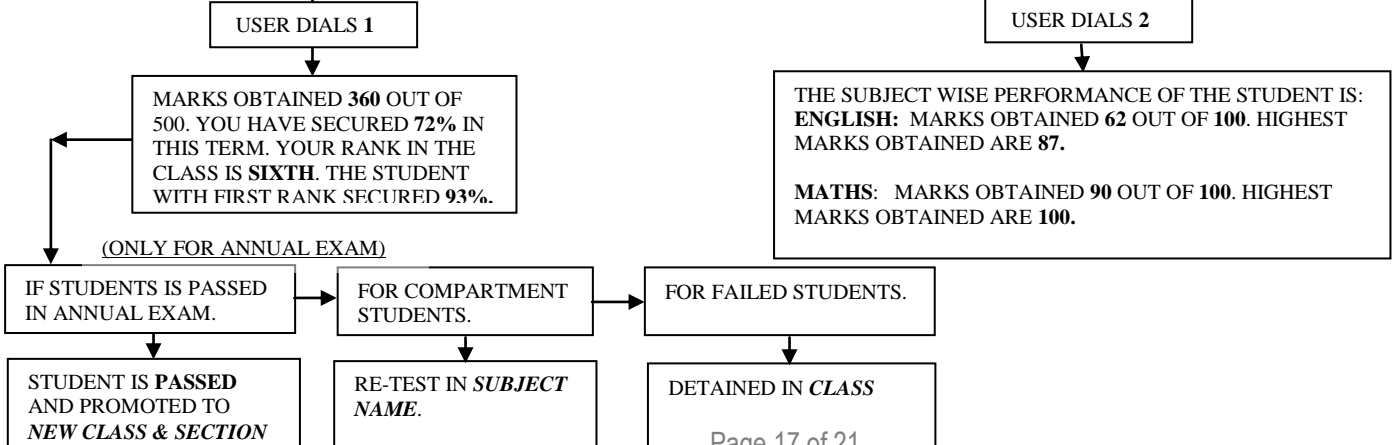 USER DIALS 1
USER DIALS 2
MARKS OBTAINED 360 OUT OF
500. YOU HAVE SECURED 72% IN
THIS TERM. YOUR RANK IN THE
CLASS IS SIXTH. THE STUDENT
WITH FIRST RANK SECURED 93%.
THE SUBJECT WISE PERFORMANCE OF THE STUDENT IS:
ENGLISH: MARKS OBTAINED 62 OUT OF 100. HIGHEST
MARKS OBTAINED ARE 87.
MATHS: MARKS OBTAINED 90 OUT OF 100. HIGHEST
MARKS OBTAINED ARE 100.
(ONLY FOR ANNUAL EXAM)
IF STUDENTS IS PASSED
IN ANNUAL EXAM.
FOR COMPARTMENT
STUDENTS.
FOR FAILED STUDENTS.
STUDENT IS PASSED
AND PROMOTED TO
NEW CLASS & SECTION
RE-TEST IN SUBJECT
NAME.
DETAINED IN CLASS
Page 17 of 21